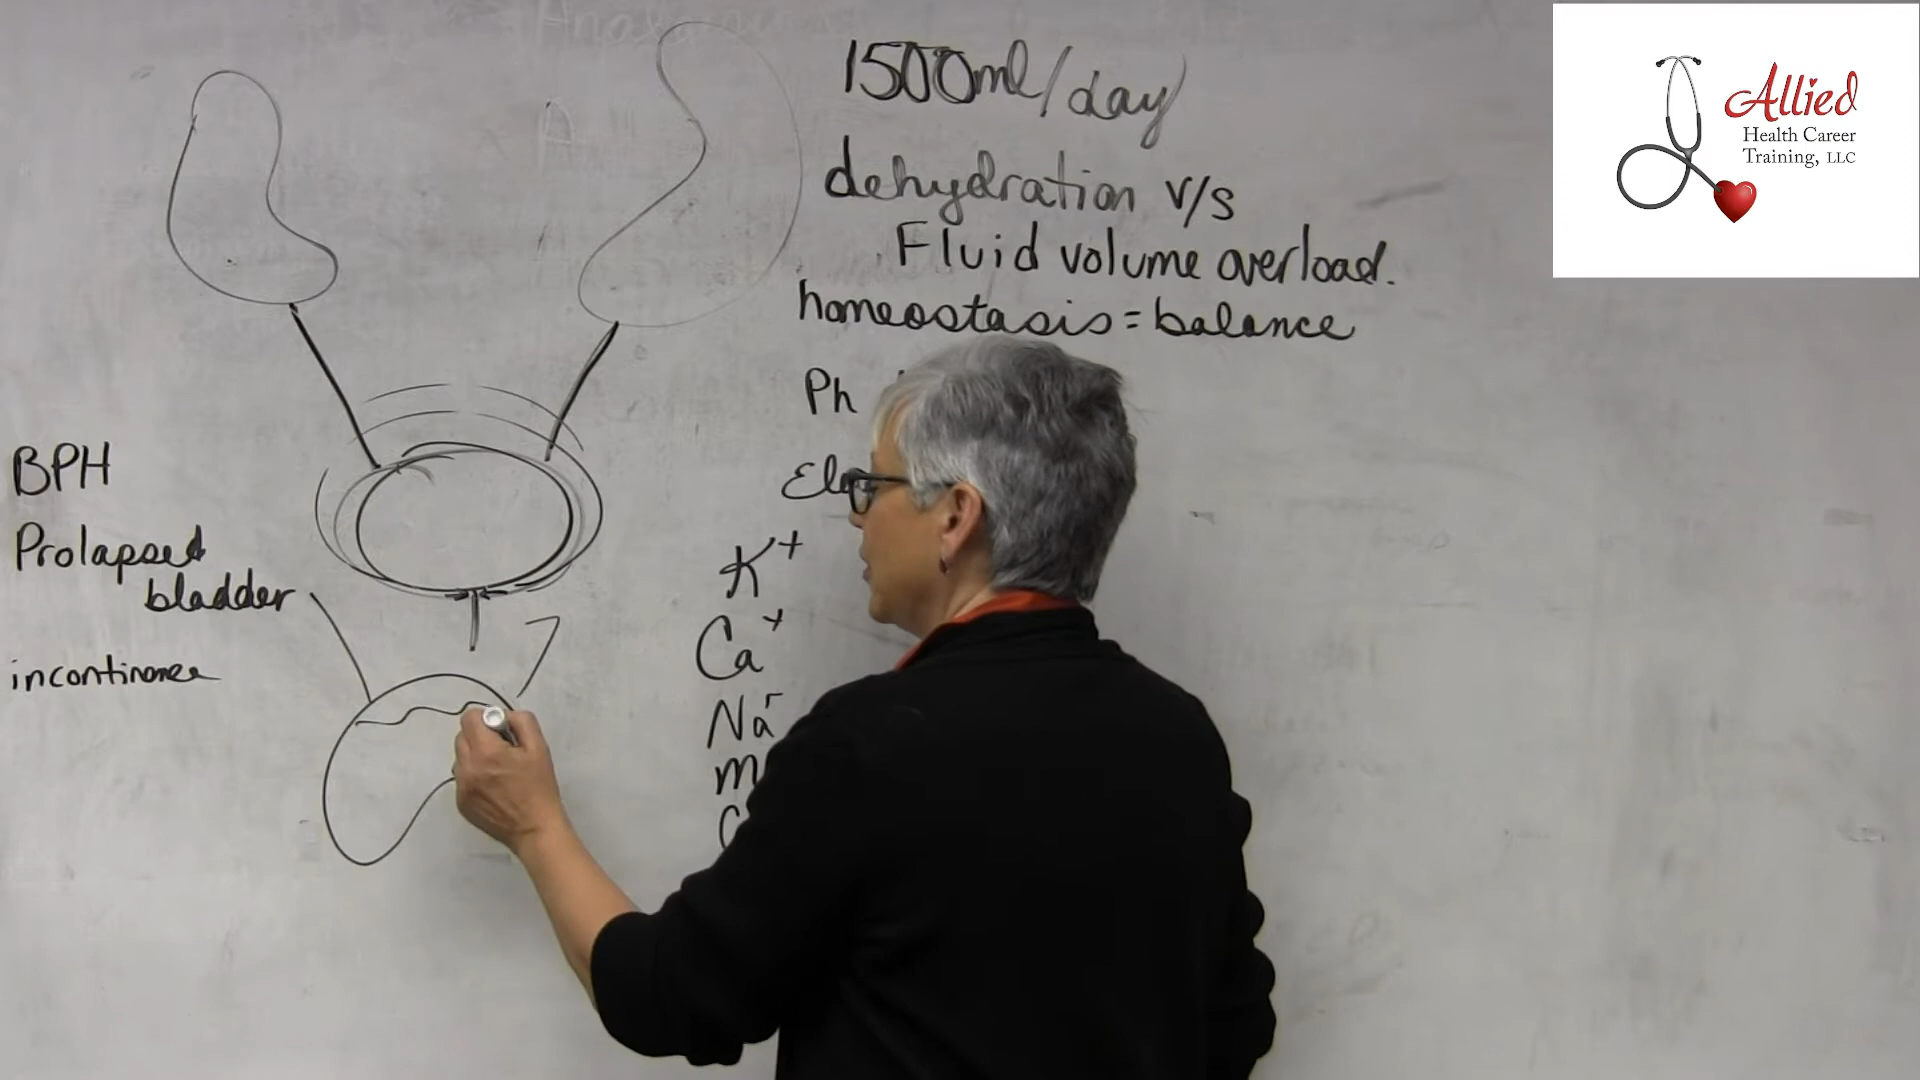 1500ml/day
dehydration v/s
Fluid volume overload.
homeostasis = balance
Ph
Ele
K+
Ca+
Na-
m
C
BPH
Prolapsed
bladder
incontinence
Allied
Health Career
Training, LLC